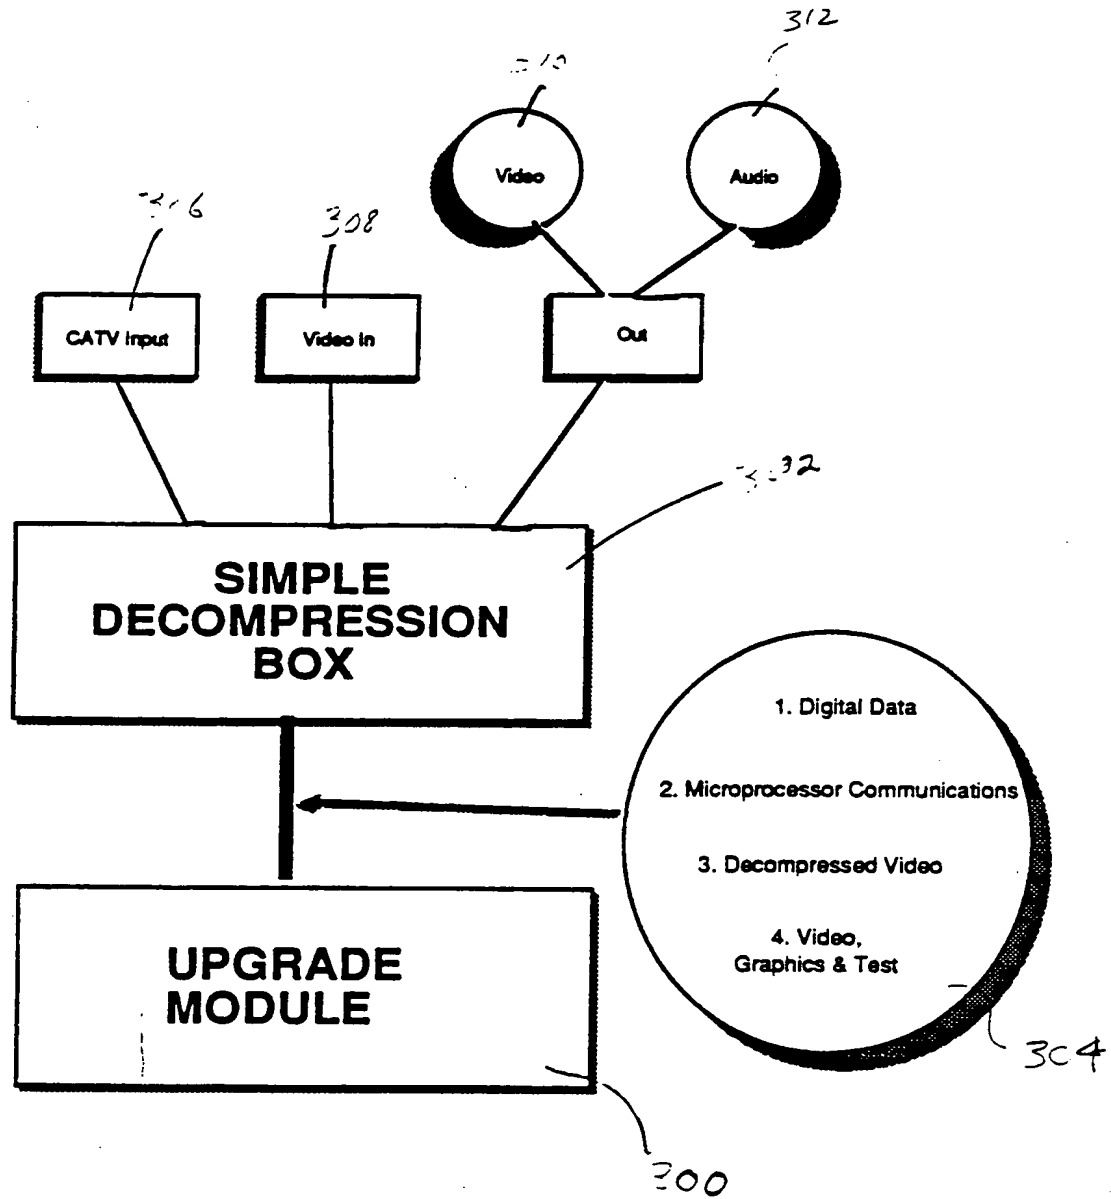 312
308
Video
Audio
CATV Input
Video In
Out
SIMPLE
DECOMPRESSION
BOX
1. Digital Data
2. Microprocessor Communications
3. Decompressed Video
4. Video,
Graphics & Test
UPGRADE
MODULE
304
300